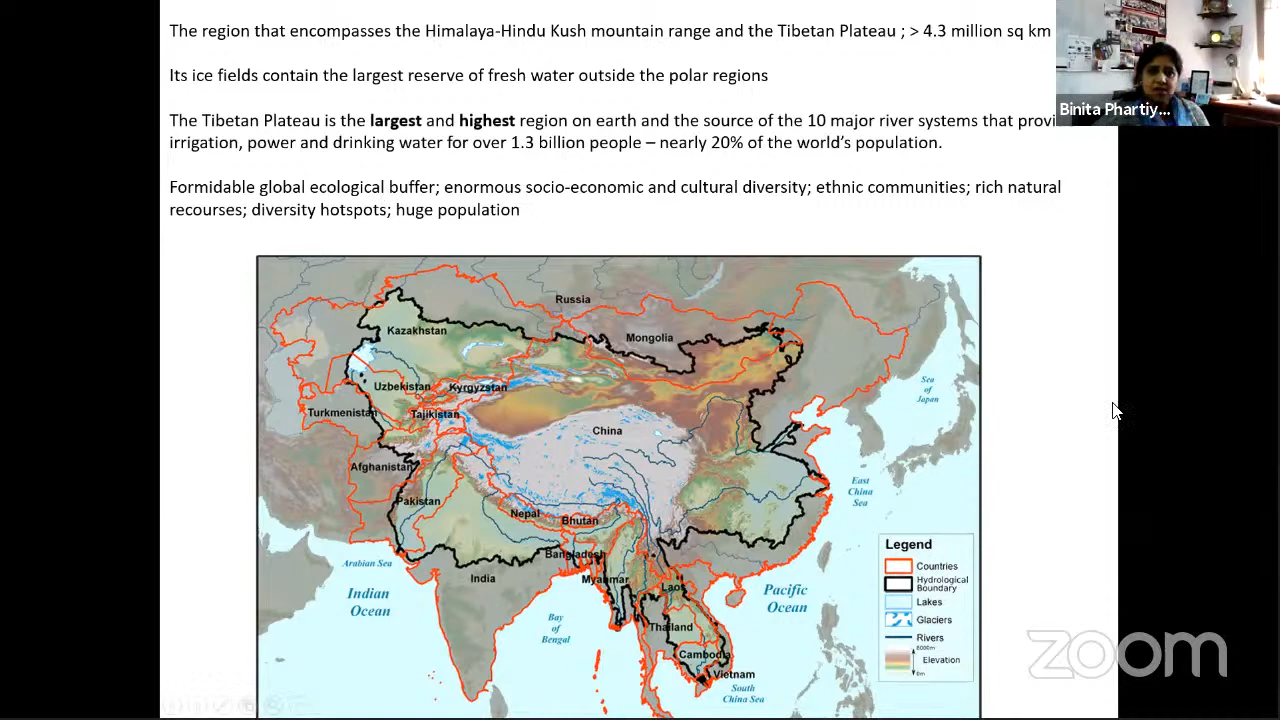 The region that encompasses the Himalaya-Hindu Kush mountain range and the Tibetan Plateau ; > 4.3 million sq km
Its ice fields contain the largest reserve of fresh water outside the polar regions
The Tibetan Plateau is the largest and highest region on earth and the source of the 10 major river systems that provi
irrigation, power and drinking water for over 1.3 billion people – nearly 20% of the world's population.
Formidable global ecological buffer; enormous socio-economic and cultural diversity; ethnic communities; rich natural
recourses; diversity hotspots; huge population
Binita Phartiy...
Russia
Kazakhstan
Mongolia
Uzbekistan
Kyrgyzstan
Sea
of
Japan
Turkmenistan
Tajikistan
China
Afghanistan
Pakistan
East
China
Sea
Nepal
Bhutan
Bangladesh
Arabian Sea
India
Myanmar
Laos
Indian
Ocean
Pacific
Ocean
Bay
of
Bengal
Thailand
Cambodia
Vietnam
South
China Sea
Legend
Countries
Hydrological
Boundary
Lakes
Glaciers
Rivers
8000m
Elevation
0m
zoom